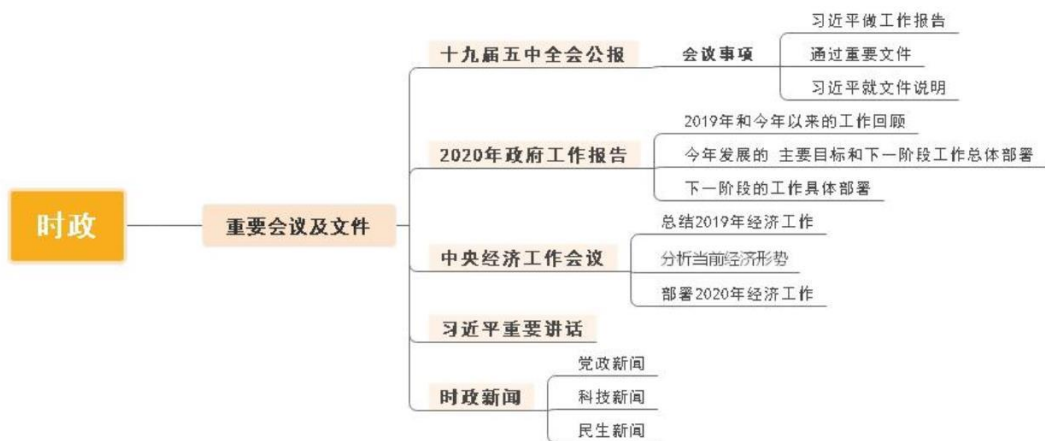 时政
重要会议及文件
十九届五中全会公报
会议事项
习近平做工作报告
通过重要文件
习近平就文件说明
2020年政府工作报告
2019年和今年以来的工作回顾
今年发展的 主要目标和下一阶段工作总体部署
下一阶段的工作具体部署
中央经济工作会议
总结2019年经济工作
分析当前经济形势
部署2020年经济工作
习近平重要讲话
时政新闻
党政新闻
科技新闻
民生新闻